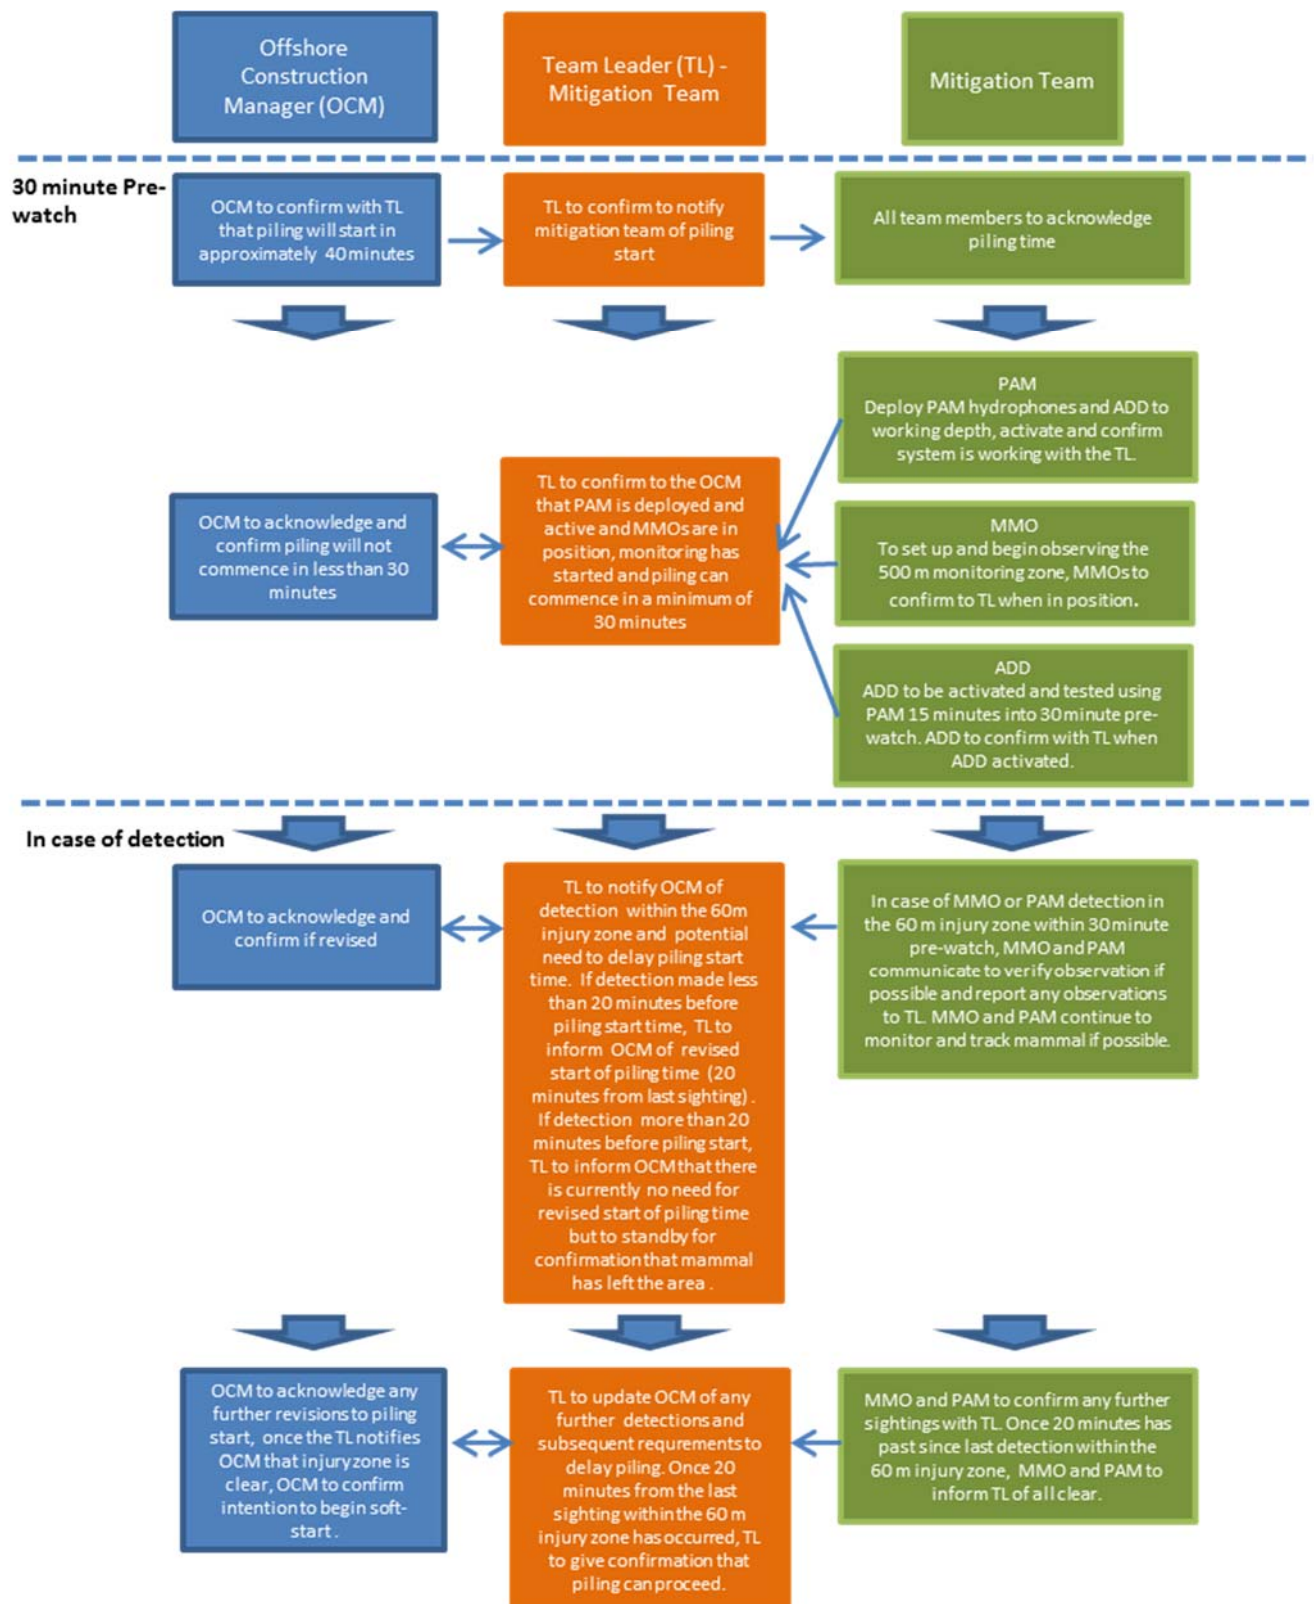 Offshore
Construction
Manager (OCM)
Team Leader (TL) -
Mitigation Team
Mitigation Team
30 minute Pre-
watch
OCM to confirm with TL
that piling will start in
approximately 40 minutes
TL to confirm to notify
mitigation team of piling
start
All team members to acknowledge
piling time
PAM
Deploy PAM hydrophones and ADD to
working depth, activate and confirm
system is working with the TL.
OCM to acknowledge and
confirm piling will not
commence in less than 30
minutes
TL to confirm to the OCM
that PAM is deployed and
active and MMOs are in
position, monitoring has
started and piling can
commence in a minimum of
30 minutes
MMO
To set up and begin observing the
500 m monitoring zone, MMOs to
confirm to TL when in position.
ADD
ADD to be activated and tested using
PAM 15 minutes into 30 minute pre-
watch. ADD to confirm with TL when
ADD activated.
In case of detection
OCM to acknowledge and
confirm if revised
TL to notify OCM of
detection within the 60m
injury zone and potential
need to delay piling start
time. If detection made less
than 20 minutes before
piling start time, TL to
inform OCM of revised
start of piling time (20
minutes from last sighting) .
If detection more than 20
minutes before piling start,
TL to inform OCM that there
is currently no need for
revised start of piling time
but to standby for
confirmation that mammal
has left the area .
In case of MMO or PAM detection in
the 60 m injury zone within 30 minute
pre-watch, MMO and PAM
communicate to verify observation if
possible and report any observations
to TL. MMO and PAM continue to
monitor and track mammal if possible.
OCM to acknowledge any
further revisions to piling
start, once the TL notifies
OCM that injury zone is
clear, OCM to confirm
intention to begin soft-
start .
TL to update OCM of any
further detections and
subsequent requrements to
delay piling. Once 20
minutes from the last
sighting within the 60 m
injury zone has occurred, TL
to give confirmation that
piling can proceed.
MMO and PAM to confirm any further
sightings with TL. Once 20 minutes has
past since last detection within the
60 m injury zone, MMO and PAM to
inform TL of all clear.